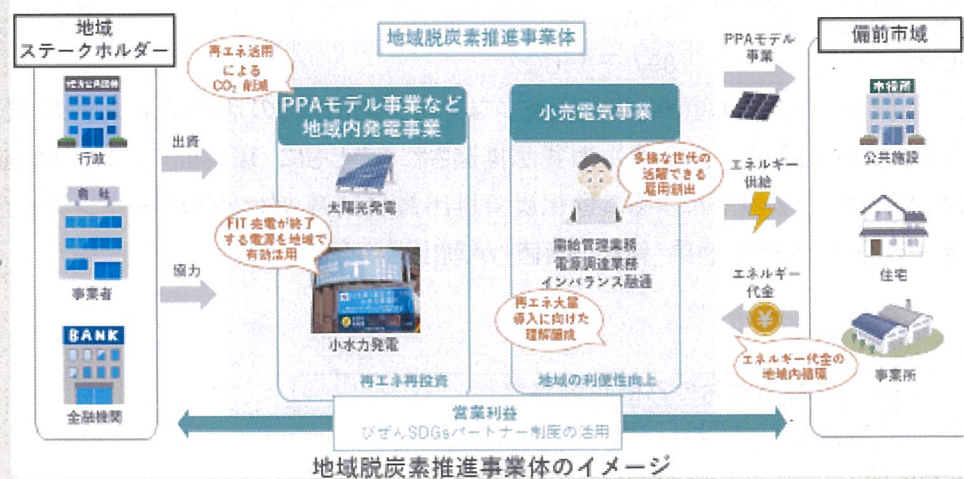 地域
ステークホルダー
行政
会社
事業者
BANK
金融機関
出資
協力
地域脱炭素推進事業体
再エネ活用
による
CO₂ 削減
PPAモデル事業など
地域内発電事業
太陽光発電
FIT 売電が終了
する電源を地域で
有効活用
小水力発電
再エネ再投資
小売電気事業
多様な世代の
活躍できる
雇用創出
需給管理業務
電源調達業務
インバランス融通
再エネ大量
導入に向けた
理解醸成
地域の利便性向上
営業利益
びぜんSDGsパートナー制度の活用
PPAモデル
事業
エネルギー
供給
エネルギー
代金
¥
エネルギー代金の
地域内循環
備前市域
市役所
公共施設
住宅
事業所
地域脱炭素推進事業体のイメージ